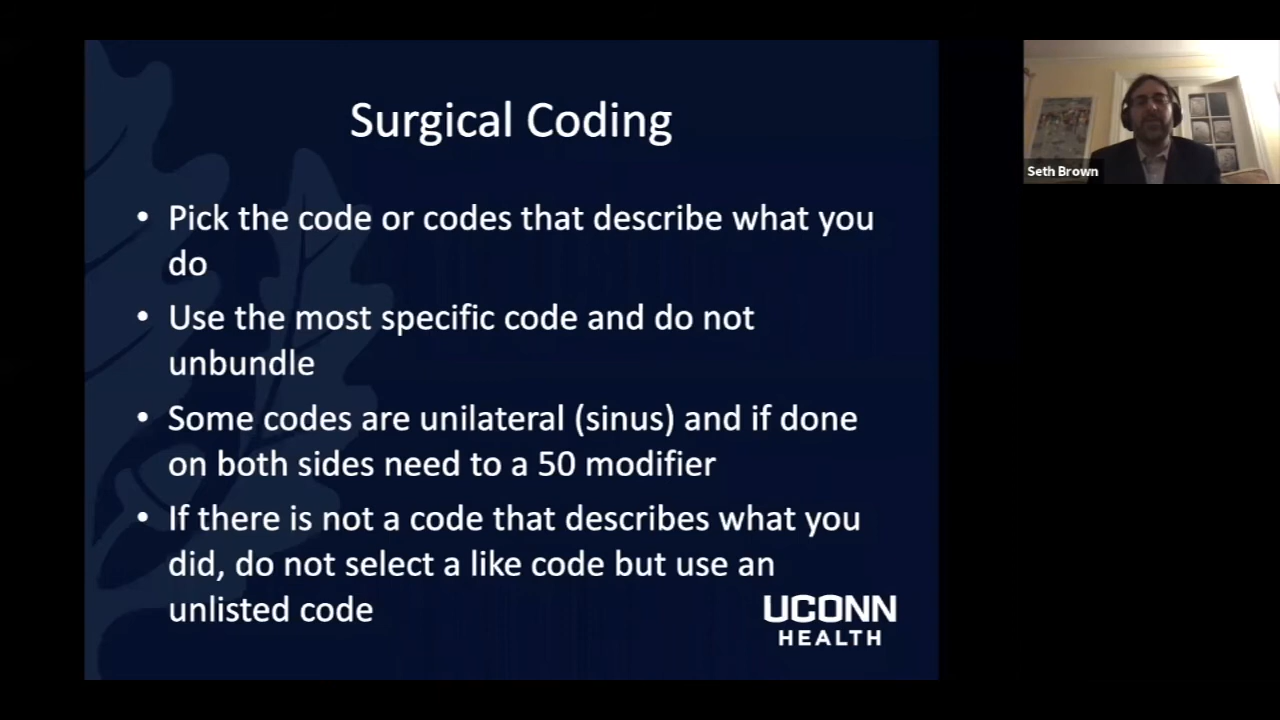 Surgical Coding
• Pick the code or codes that describe what you
do
• Use the most specific code and do not
unbundle
• Some codes are unilateral (sinus) and if done
on both sides need to a 50 modifier
• If there is not a code that describes what you
did, do not select a like code but use an
unlisted code
UCONN
HEALTH
Seth Brown